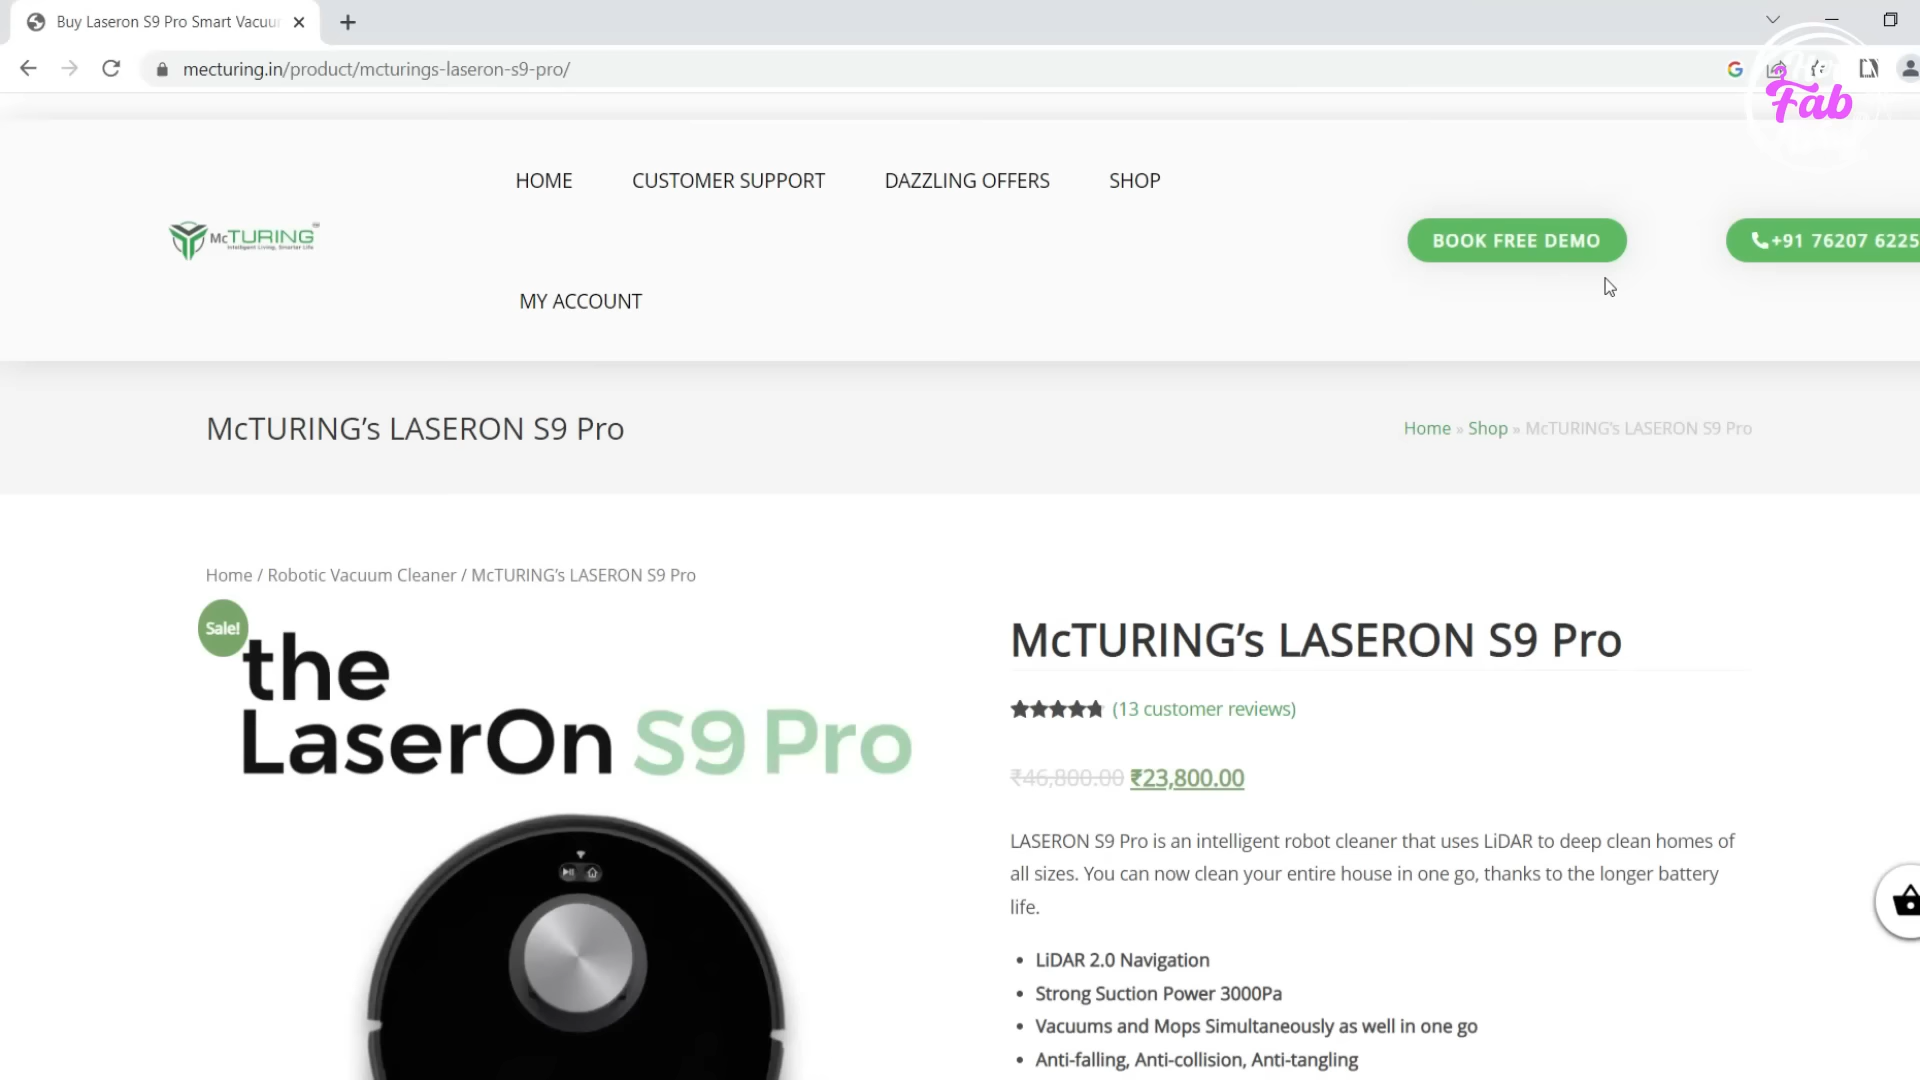 Buy Laseron S9 Pro Smart Vacuu
mecturing.in/product/mcturings-laseron-s9-pro/
Fab
HOME
CUSTOMER SUPPORT
DAZZLING OFFERS
SHOP
McTURING
Intelligent Living, Smarter Life
BOOK FREE DEMO
+91 76207 6225
MY ACCOUNT
McTURING’s LASERON S9 Pro
Home » Shop » McTURING’s LASERON S9 Pro
Home / Robotic Vacuum Cleaner / McTURING’s LASERON S9 Pro
Sale!
the
LaserOn S9 Pro
McTURING’s LASERON S9 Pro
(13 customer reviews)
₹46,800.00 ₹23,800.00
LASERON S9 Pro is an intelligent robot cleaner that uses LiDAR to deep clean homes of
all sizes. You can now clean your entire house in one go, thanks to the longer battery
life.
• LiDAR 2.0 Navigation
• Strong Suction Power 3000Pa
• Vacuums and Mops Simultaneously as well in one go
• Anti-falling, Anti-collision, Anti-tangling